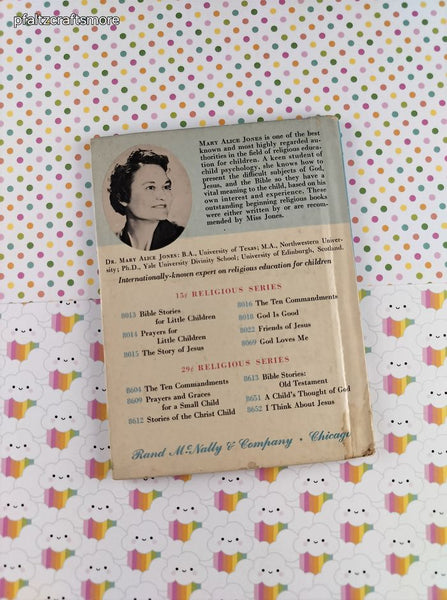 pfaltzcraftsmore
MARY ALICE JONES is one of the best
known and most highly regarded au-
thorities in the field of religious educa-
tion for children. A keen student of
child psychology, she knows how to
present the difficult subjects of God,
Jesus, and the Bible so they have a
vital meaning to the child, based on his
own interest and experience. These
outstanding beginning religious books
were either written by or are recom-
mended by Miss Jones.
DR. MARY ALICE JONES: B.A., University of Texas; M.A., Northwestern Univer-
sity; Ph.D., Yale University Divinity School; University of Edinburgh, Scotland.
Internationally-known expert on religious education for children
15¢ RELIGIOUS SERIES
8013 Bible Stories
for Little Children
8014 Prayers for
Little Children
8015 The Story of Jesus
8016 The Ten Commandments
8018 God Is Good
8022 Friends of Jesus
8069 God Loves Me
29¢ RELIGIOUS SERIES
8604 The Ten Commandments
8609 Prayers and Graces
for a Small Child
8612 Stories of the Christ Child
8613 Bible Stories:
Old Testament
8651 A Child's Thought of God
8652 I Think About Jesus
Rand McNally & Company • Chicago